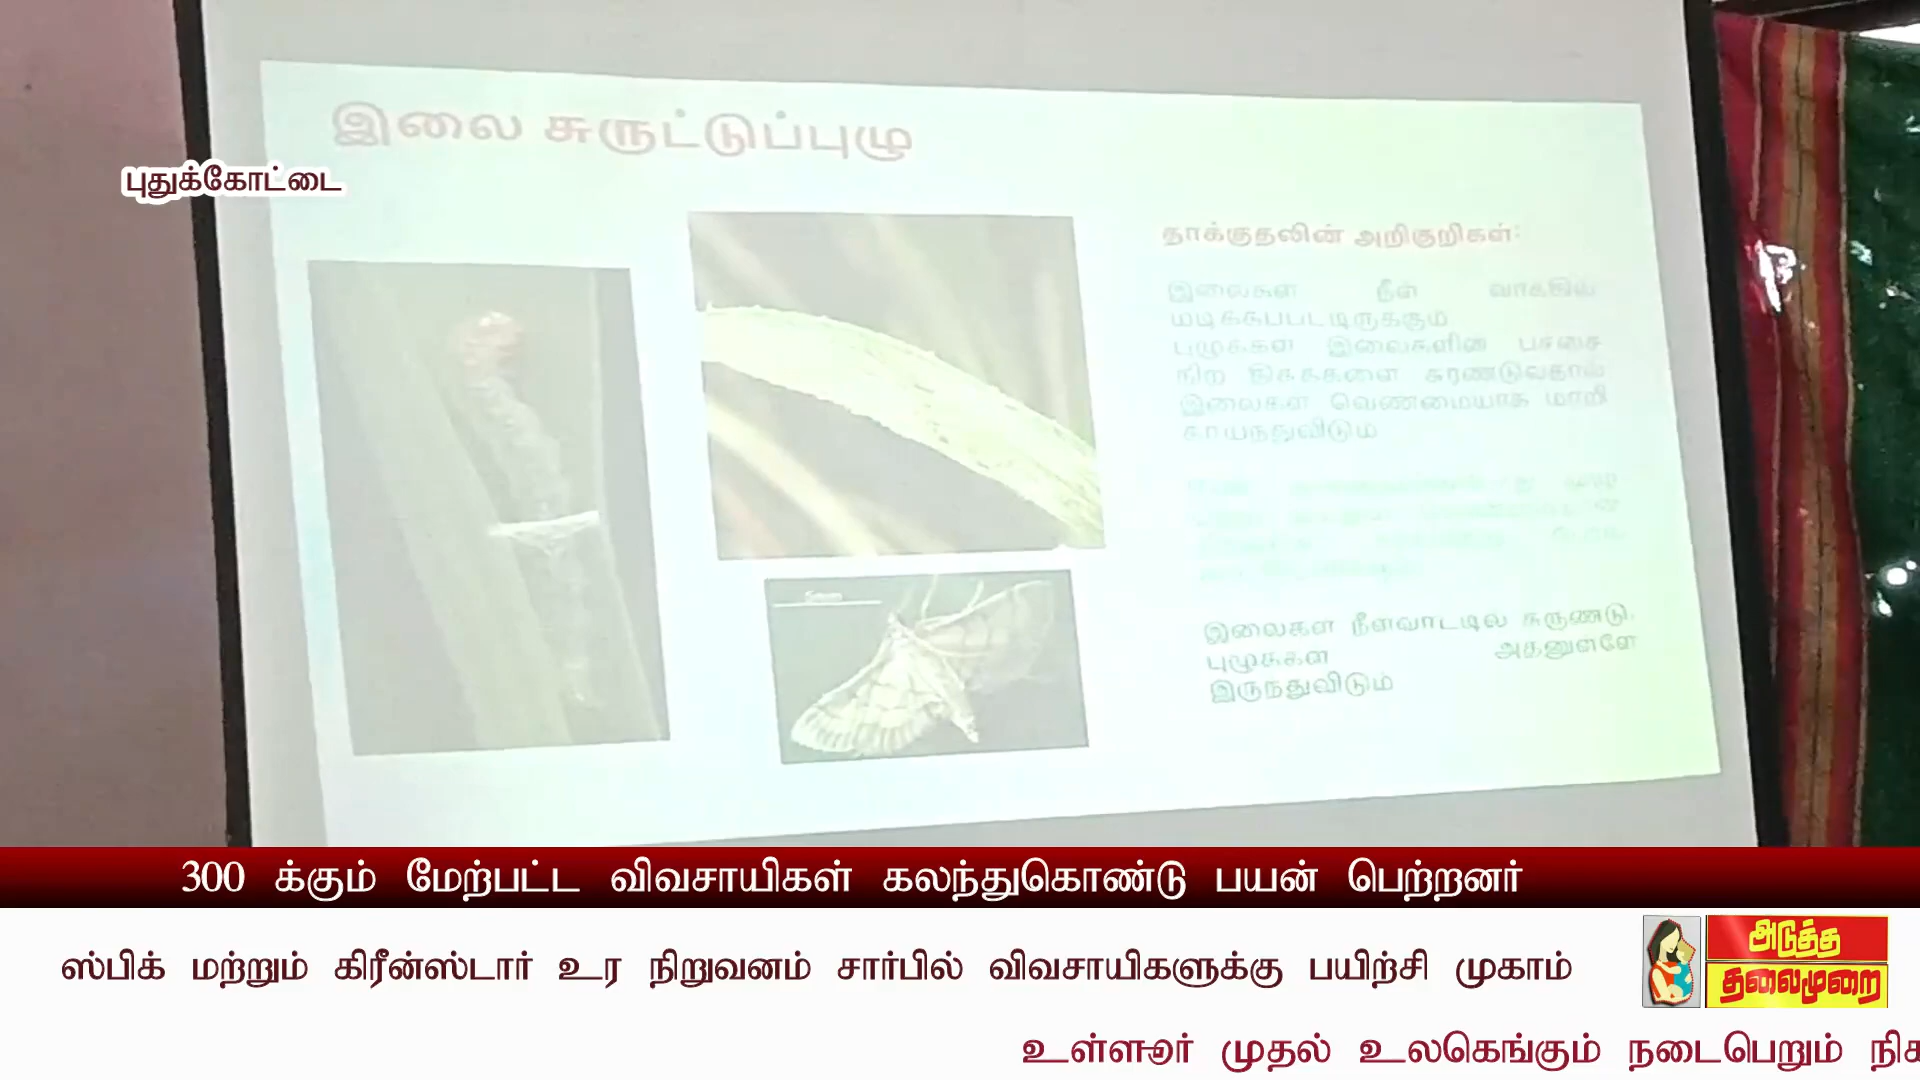 இலை சுருட்டுப்புழு
புதுக்கோட்டை
தாக்குதலின் அறிகுறிகள்:
இலைகள் நீள வாக்கில்
மடிக்கப்பட்டிருக்கும்
புழுக்கள் இலைகளின் பச்சை
நிற திசுக்களை சுரண்டுவதால்
இலைகள் வெண்மையாக மாறி
காய்ந்துவிடும்
5mm
இலைகள் நீளவாட்டில் சுருண்டு,
புழுக்கள் அதனுள்ளே
இருந்துவிடும்
300 க்கும் மேற்பட்ட விவசாயிகள் கலந்துகொண்டு பயன் பெற்றனர்
ஸ்பிக் மற்றும் கிரீன்ஸ்டார் உர நிறுவனம் சார்பில் விவசாயிகளுக்கு பயிற்சி முகாம்
அடுத்த
தலைமுறை
உள்ளூர் முதல் உலகெங்கும் நடைபெறும்